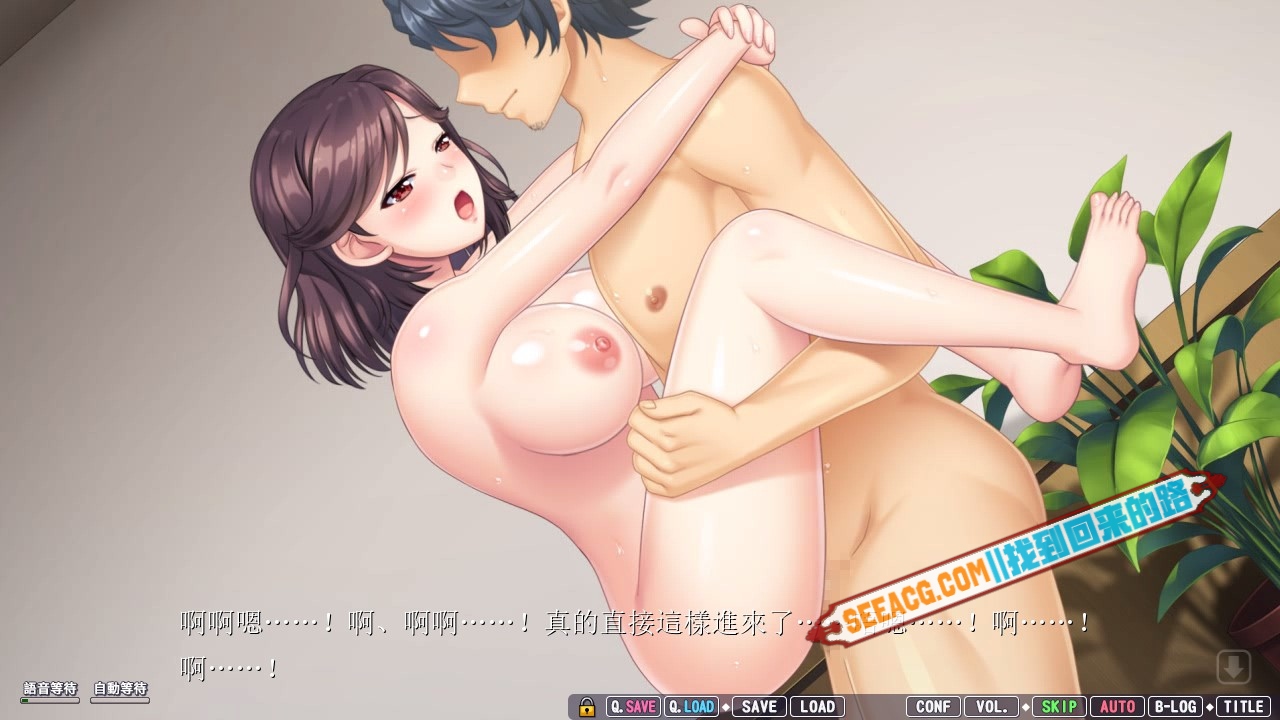 SEEACG.COM||找到回来的路
啊啊嗯⋯⋯！啊、啊啊⋯⋯！真的直接這樣進來了⋯⋯嗯⋯⋯！啊⋯⋯！
啊⋯⋯！
語音等待 自動等待
Q.SAVE Q.LOAD SAVE LOAD CONF VOL. SKIP AUTO B-LOG TITLE